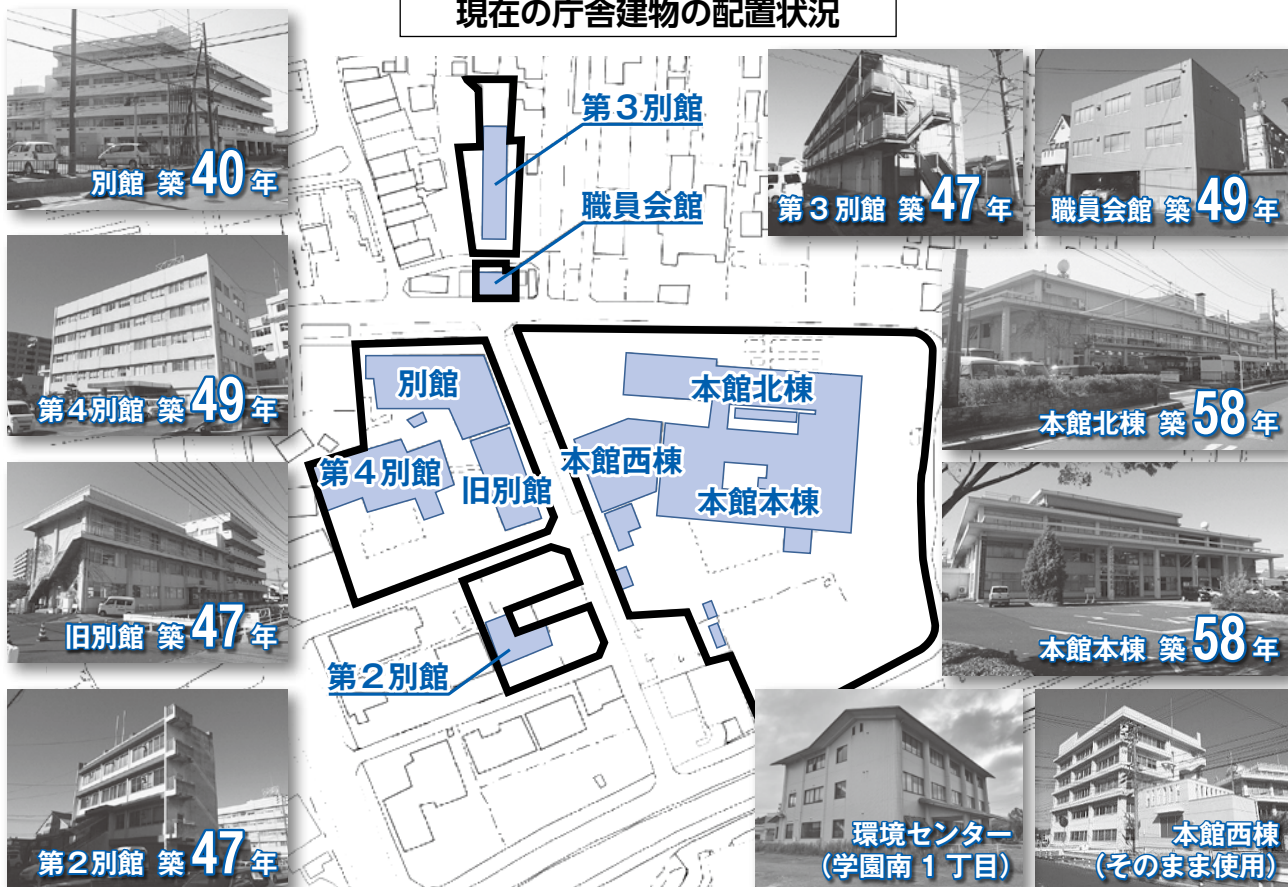 現在の庁舎建物の配置状況
別館 築40年
第4別館 築49年
旧別館 築47年
第2別館 築47年
第3別館
職員会館
別館
第4別館
旧別館
第2別館
本館北棟
本館西棟
本館本棟
第3別館 築47年
職員会館 築49年
本館北棟 築58年
本館本棟 築58年
環境センター
(学園南1丁目)
本館西棟
(そのまま使用)